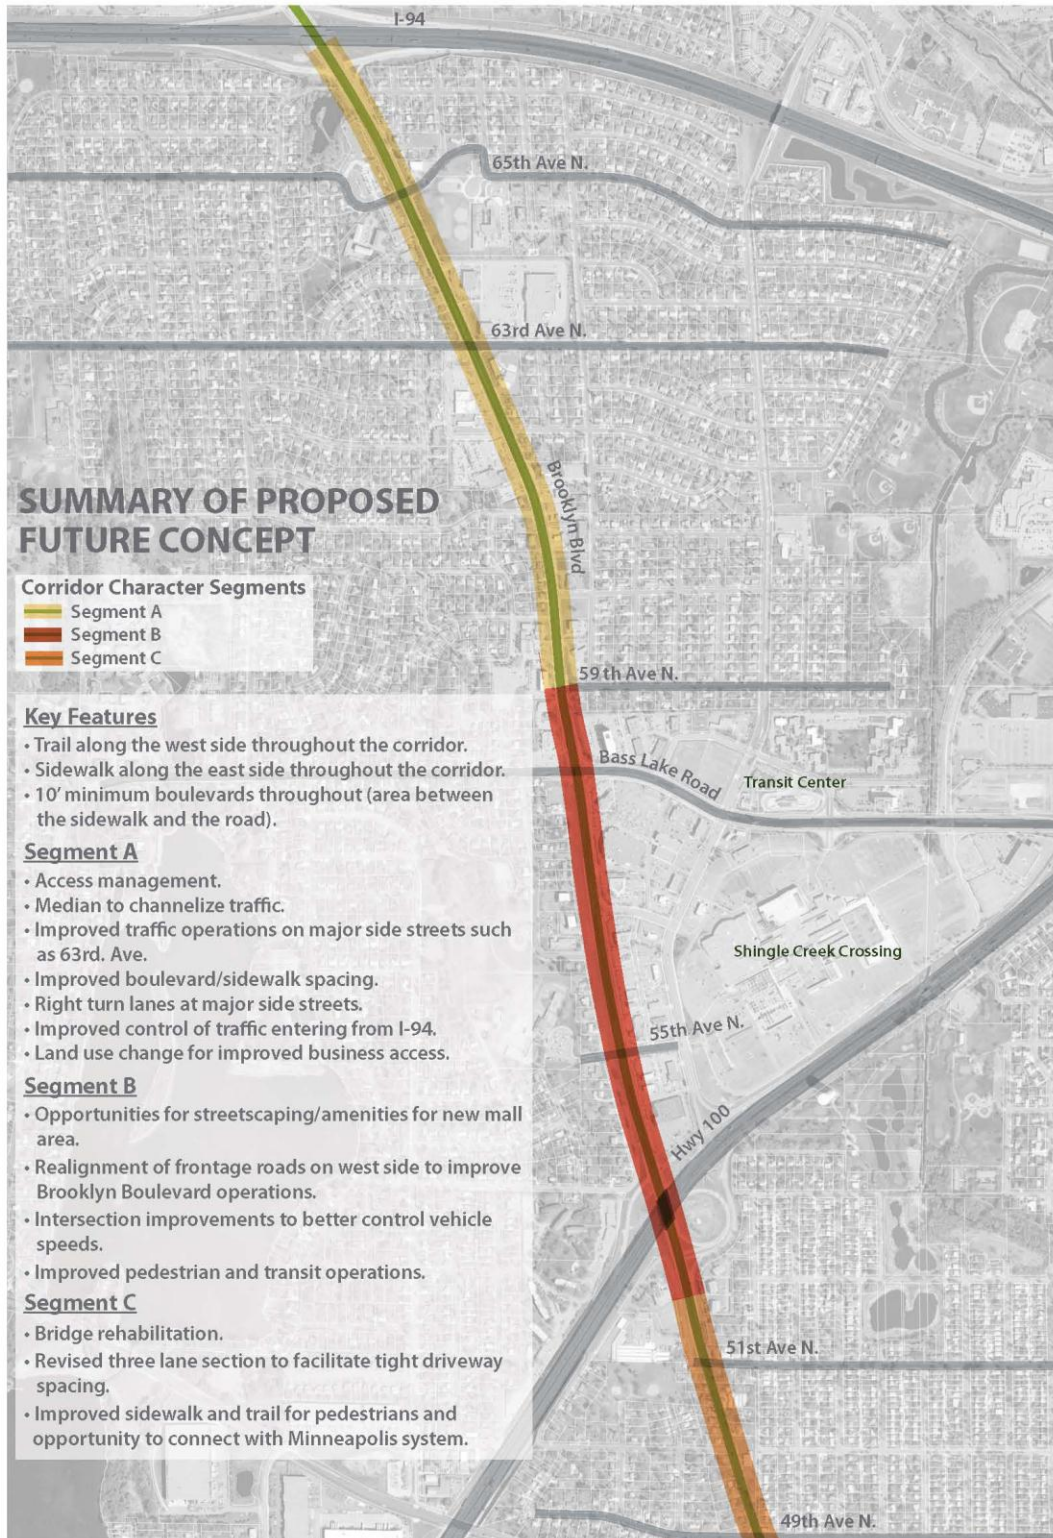 I-94
65th Ave N.
63rd Ave N.
Brooklyn Blvd
SUMMARY OF PROPOSED
FUTURE CONCEPT
Corridor Character Segments
Segment A
Segment B
Segment C
59 th Ave N.
Bass Lake Road
Transit Center
Shingle Creek Crossing
55th Ave N.
Hwy 100
51st Ave N.
49th Ave N.
Key Features
• Trail along the west side throughout the corridor.
• Sidewalk along the east side throughout the corridor.
• 10' minimum boulevards throughout (area between
the sidewalk and the road).
Segment A
• Access management.
• Median to channelize traffic.
• Improved traffic operations on major side streets such
as 63rd. Ave.
• Improved boulevard/sidewalk spacing.
• Right turn lanes at major side streets.
• Improved control of traffic entering from I-94.
• Land use change for improved business access.
Segment B
• Opportunities for streetscaping/amenities for new mall
area.
• Realignment of frontage roads on west side to improve
Brooklyn Boulevard operations.
• Intersection improvements to better control vehicle
speeds.
• Improved pedestrian and transit operations.
Segment C
• Bridge rehabilitation.
• Revised three lane section to facilitate tight driveway
spacing.
• Improved sidewalk and trail for pedestrians and
opportunity to connect with Minneapolis system.